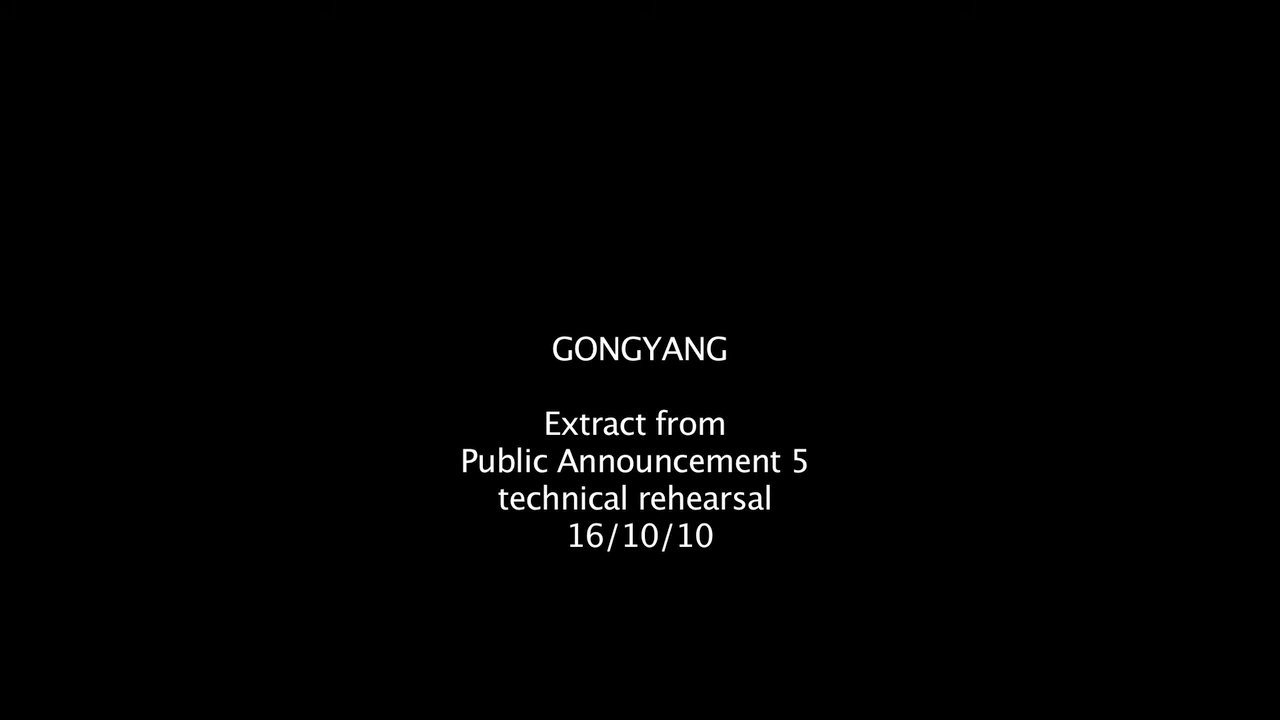 GONGYANG
Extract from
Public Announcement 5
technical rehearsal
16/10/10